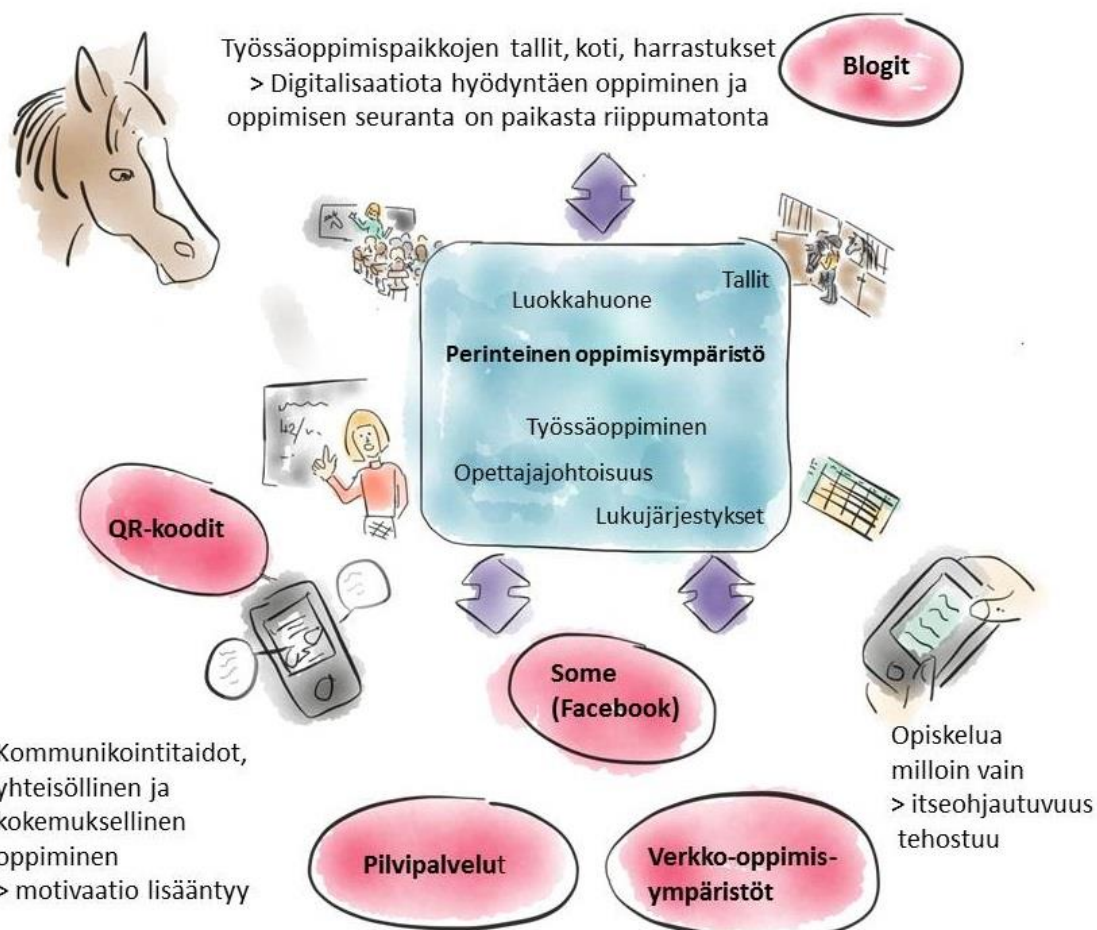 Työssäoppimispaikkojen tallit, koti, harrastukset
> Digitalisaatiota hyödyntäen oppiminen ja
oppimisen seuranta on paikasta riippumatonta
Blogit
Tallit
Luokkahuone
Perinteinen oppimisympäristö
Työssäoppiminen
Opettajajohtoisuus
Lukujärjestykset
QR-koodit
Some
(Facebook)
Kommunikointitaidot,
yhteisöllinen ja
kokemuksellinen
oppiminen
> motivaatio lisääntyy
Opiskelua
milloin vain
> itseohjautuvuus
tehostuu
Pilvipalvelut
Verkko-oppimis-
ympäristöt